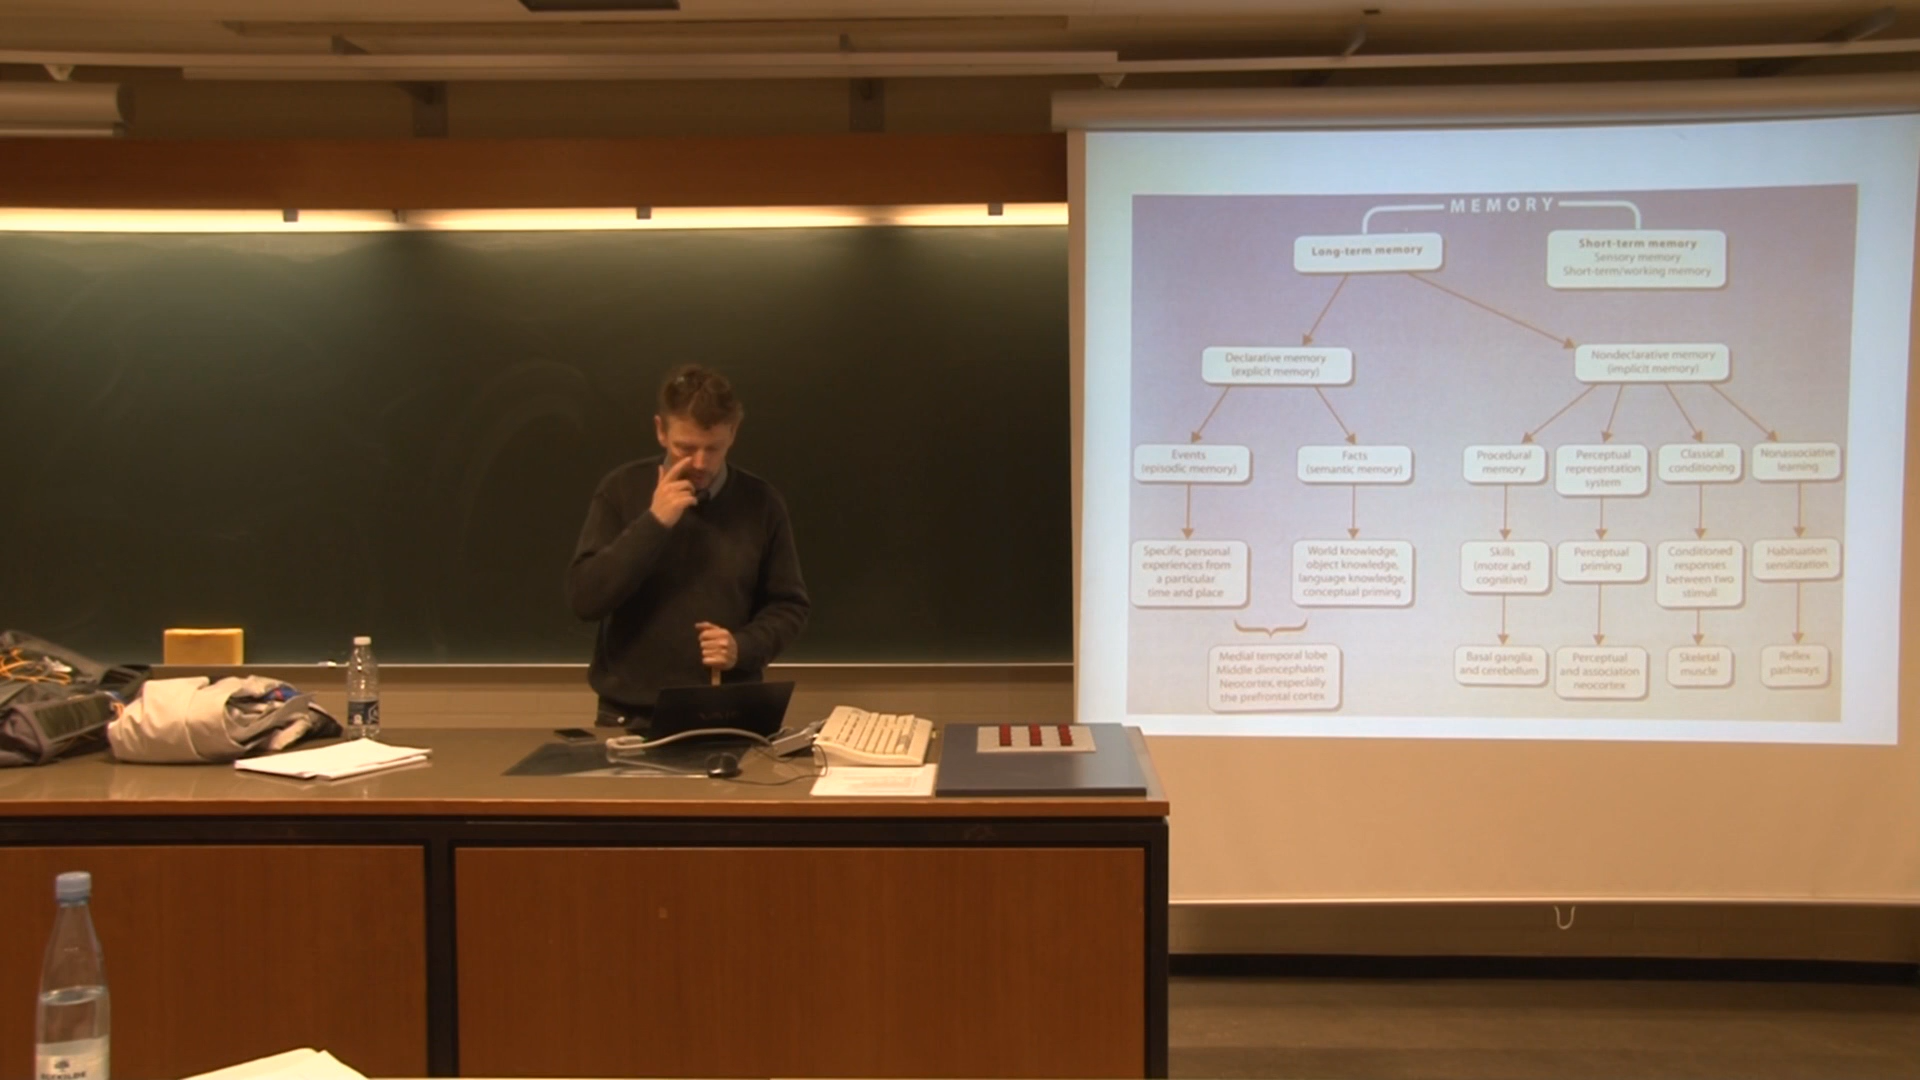 MEMORY
Long-term memory
Short-term memory
Sensory memory
Short-term/working memory
Declarative memory
(explicit memory)
Nondeclarative memory
(implicit memory)
Events
(episodic memory)
Facts
(semantic memory)
Procedural
memory
Perceptual
representation
system
Classical
conditioning
Nonassociative
learning
Specific personal
experiences from
a particular
time and place
World knowledge,
object knowledge,
language knowledge,
conceptual priming
Skills
(motor and
cognitive)
Perceptual
priming
Conditioned
responses
between two
stimuli
Habituation
sensitization
Medial temporal lobe
Middle diencephalon
Neocortex, especially
the prefrontal cortex
Basal ganglia
and cerebellum
Perceptual
and association
neocortex
Skeletal
muscle
Reflex
pathways